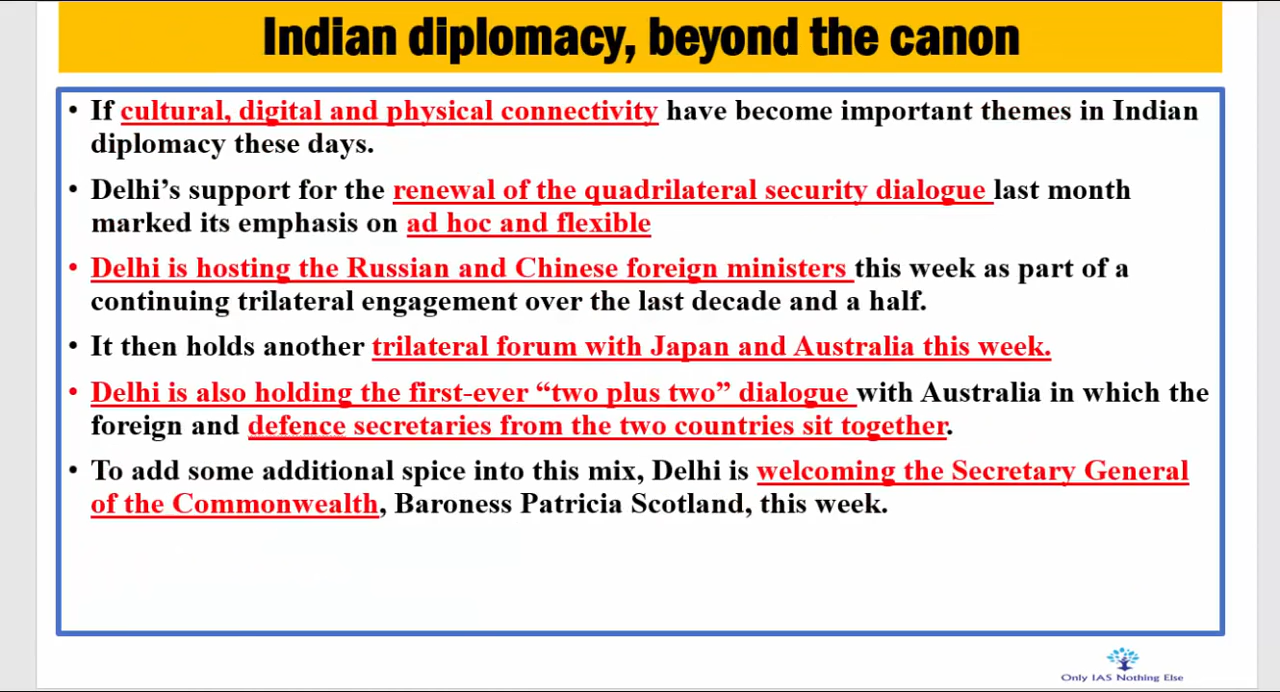 Indian diplomacy, beyond the canon
• If cultural, digital and physical connectivity have become important themes in Indian
diplomacy these days.
• Delhi’s support for the renewal of the quadrilateral security dialogue last month
marked its emphasis on ad hoc and flexible
• Delhi is hosting the Russian and Chinese foreign ministers this week as part of a
continuing trilateral engagement over the last decade and a half.
• It then holds another trilateral forum with Japan and Australia this week.
• Delhi is also holding the first-ever “two plus two” dialogue with Australia in which the
foreign and defence secretaries from the two countries sit together.
• To add some additional spice into this mix, Delhi is welcoming the Secretary General
of the Commonwealth, Baroness Patricia Scotland, this week.
Only IAS Nothing Else